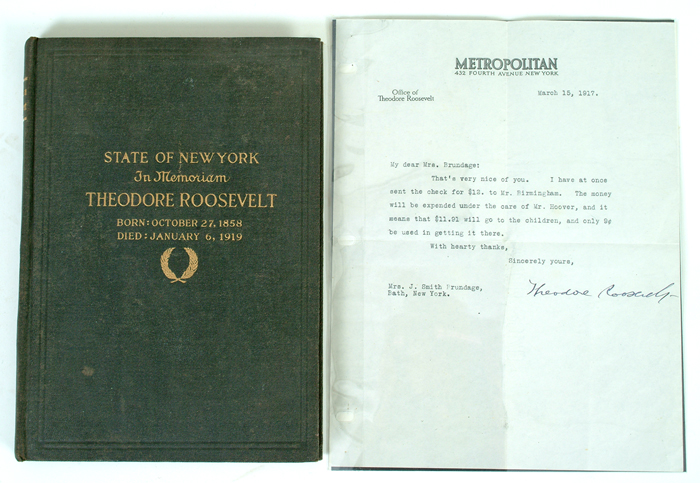 STATE OF NEW YORK
In Memoriam
THEODORE ROOSEVELT
BORN: OCTOBER 27, 1858
DIED: JANUARY 6, 1919
METROPOLITAN
432 FOURTH AVENUE NEW YORK
Office of
Theodore Roosevelt
March 15, 1917.
My dear Mrs. Brundage:
That's very nice of you. I have at once
sent the check for $12. to Mr. Birmingham. The money
will be expended under the care of Mr. Hoover, and it
means that $11.91 will go to the children, and only 9¢
be used in getting it there.
With hearty thanks,
Sincerely yours,
Mrs. J. Smith Brundage,
Bath, New York.
Theodore Roosevelt